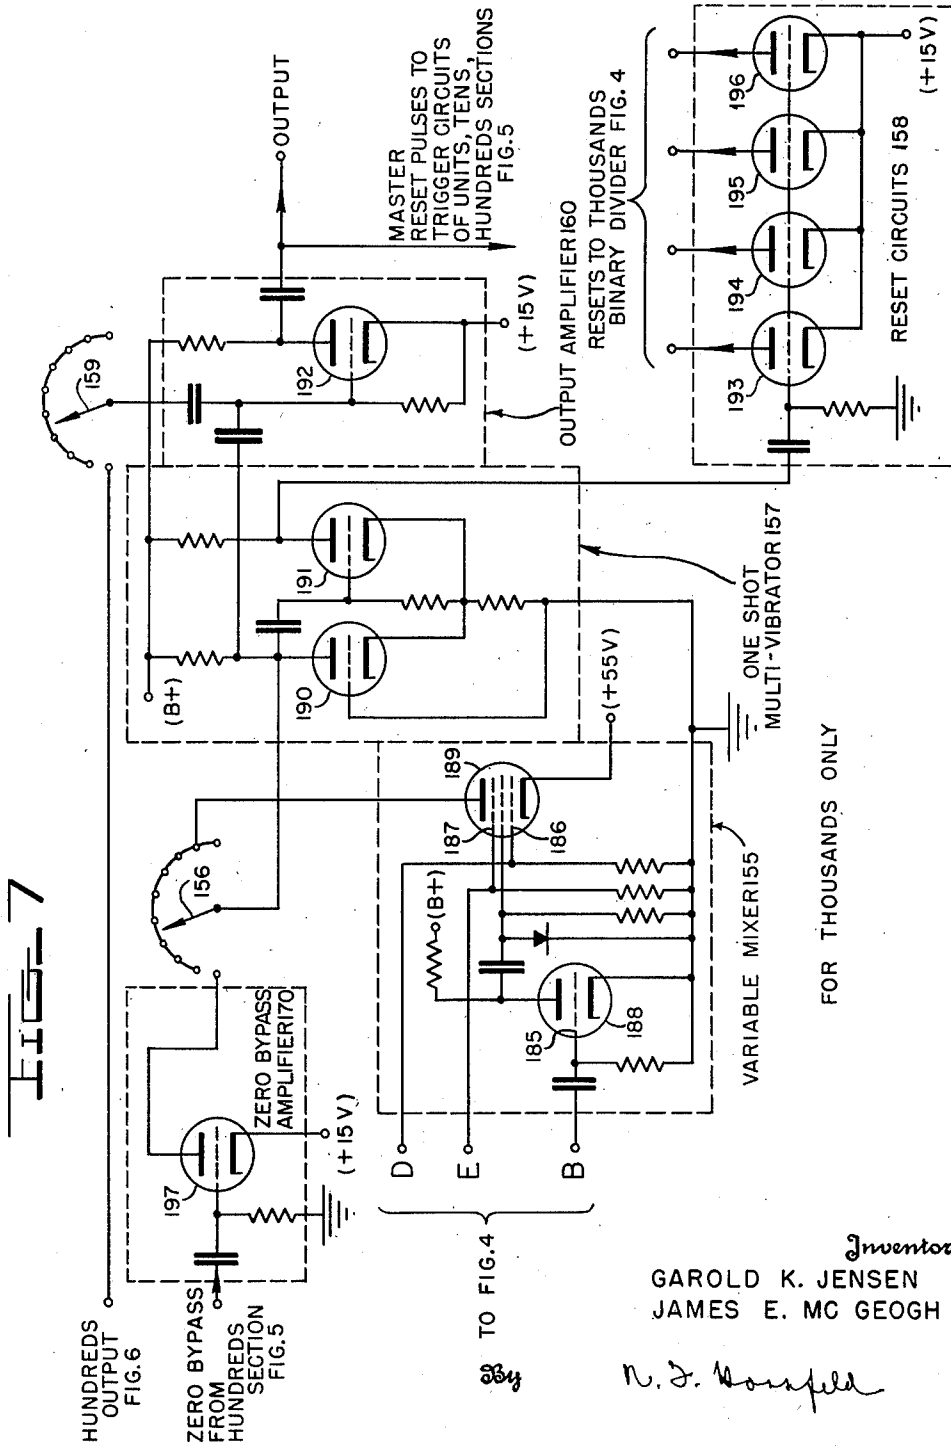 FIG_7
HUNDREDS
OUTPUT
FIG.6
ZERO BYPASS
FROM
HUNDREDS
SECTION
FIG.5
197
ZERO BYPASS
AMPLIFIER 170
(+15V)
156
(B+)
190
191
159
192
(+15V)
OUTPUT
MASTER
RESET PULSES TO
TRIGGER CIRCUITS
OF UNITS, TENS,
HUNDREDS SECTIONS
FIG.5
OUTPUT AMPLIFIER 160
RESETS TO THOUSANDS
BINARY DIVIDER FIG. 4
193
194
195
196
(+15V)
RESET CIRCUITS 158
ONE SHOT
MULTI-VIBRATOR 157
(+55V)
189
187
186
(B+)
185
188
D
E
B
TO FIG.4
VARIABLE MIXER 155
FOR THOUSANDS ONLY
Inventor
GAROLD K. JENSEN
JAMES E. MC GEOGH
By